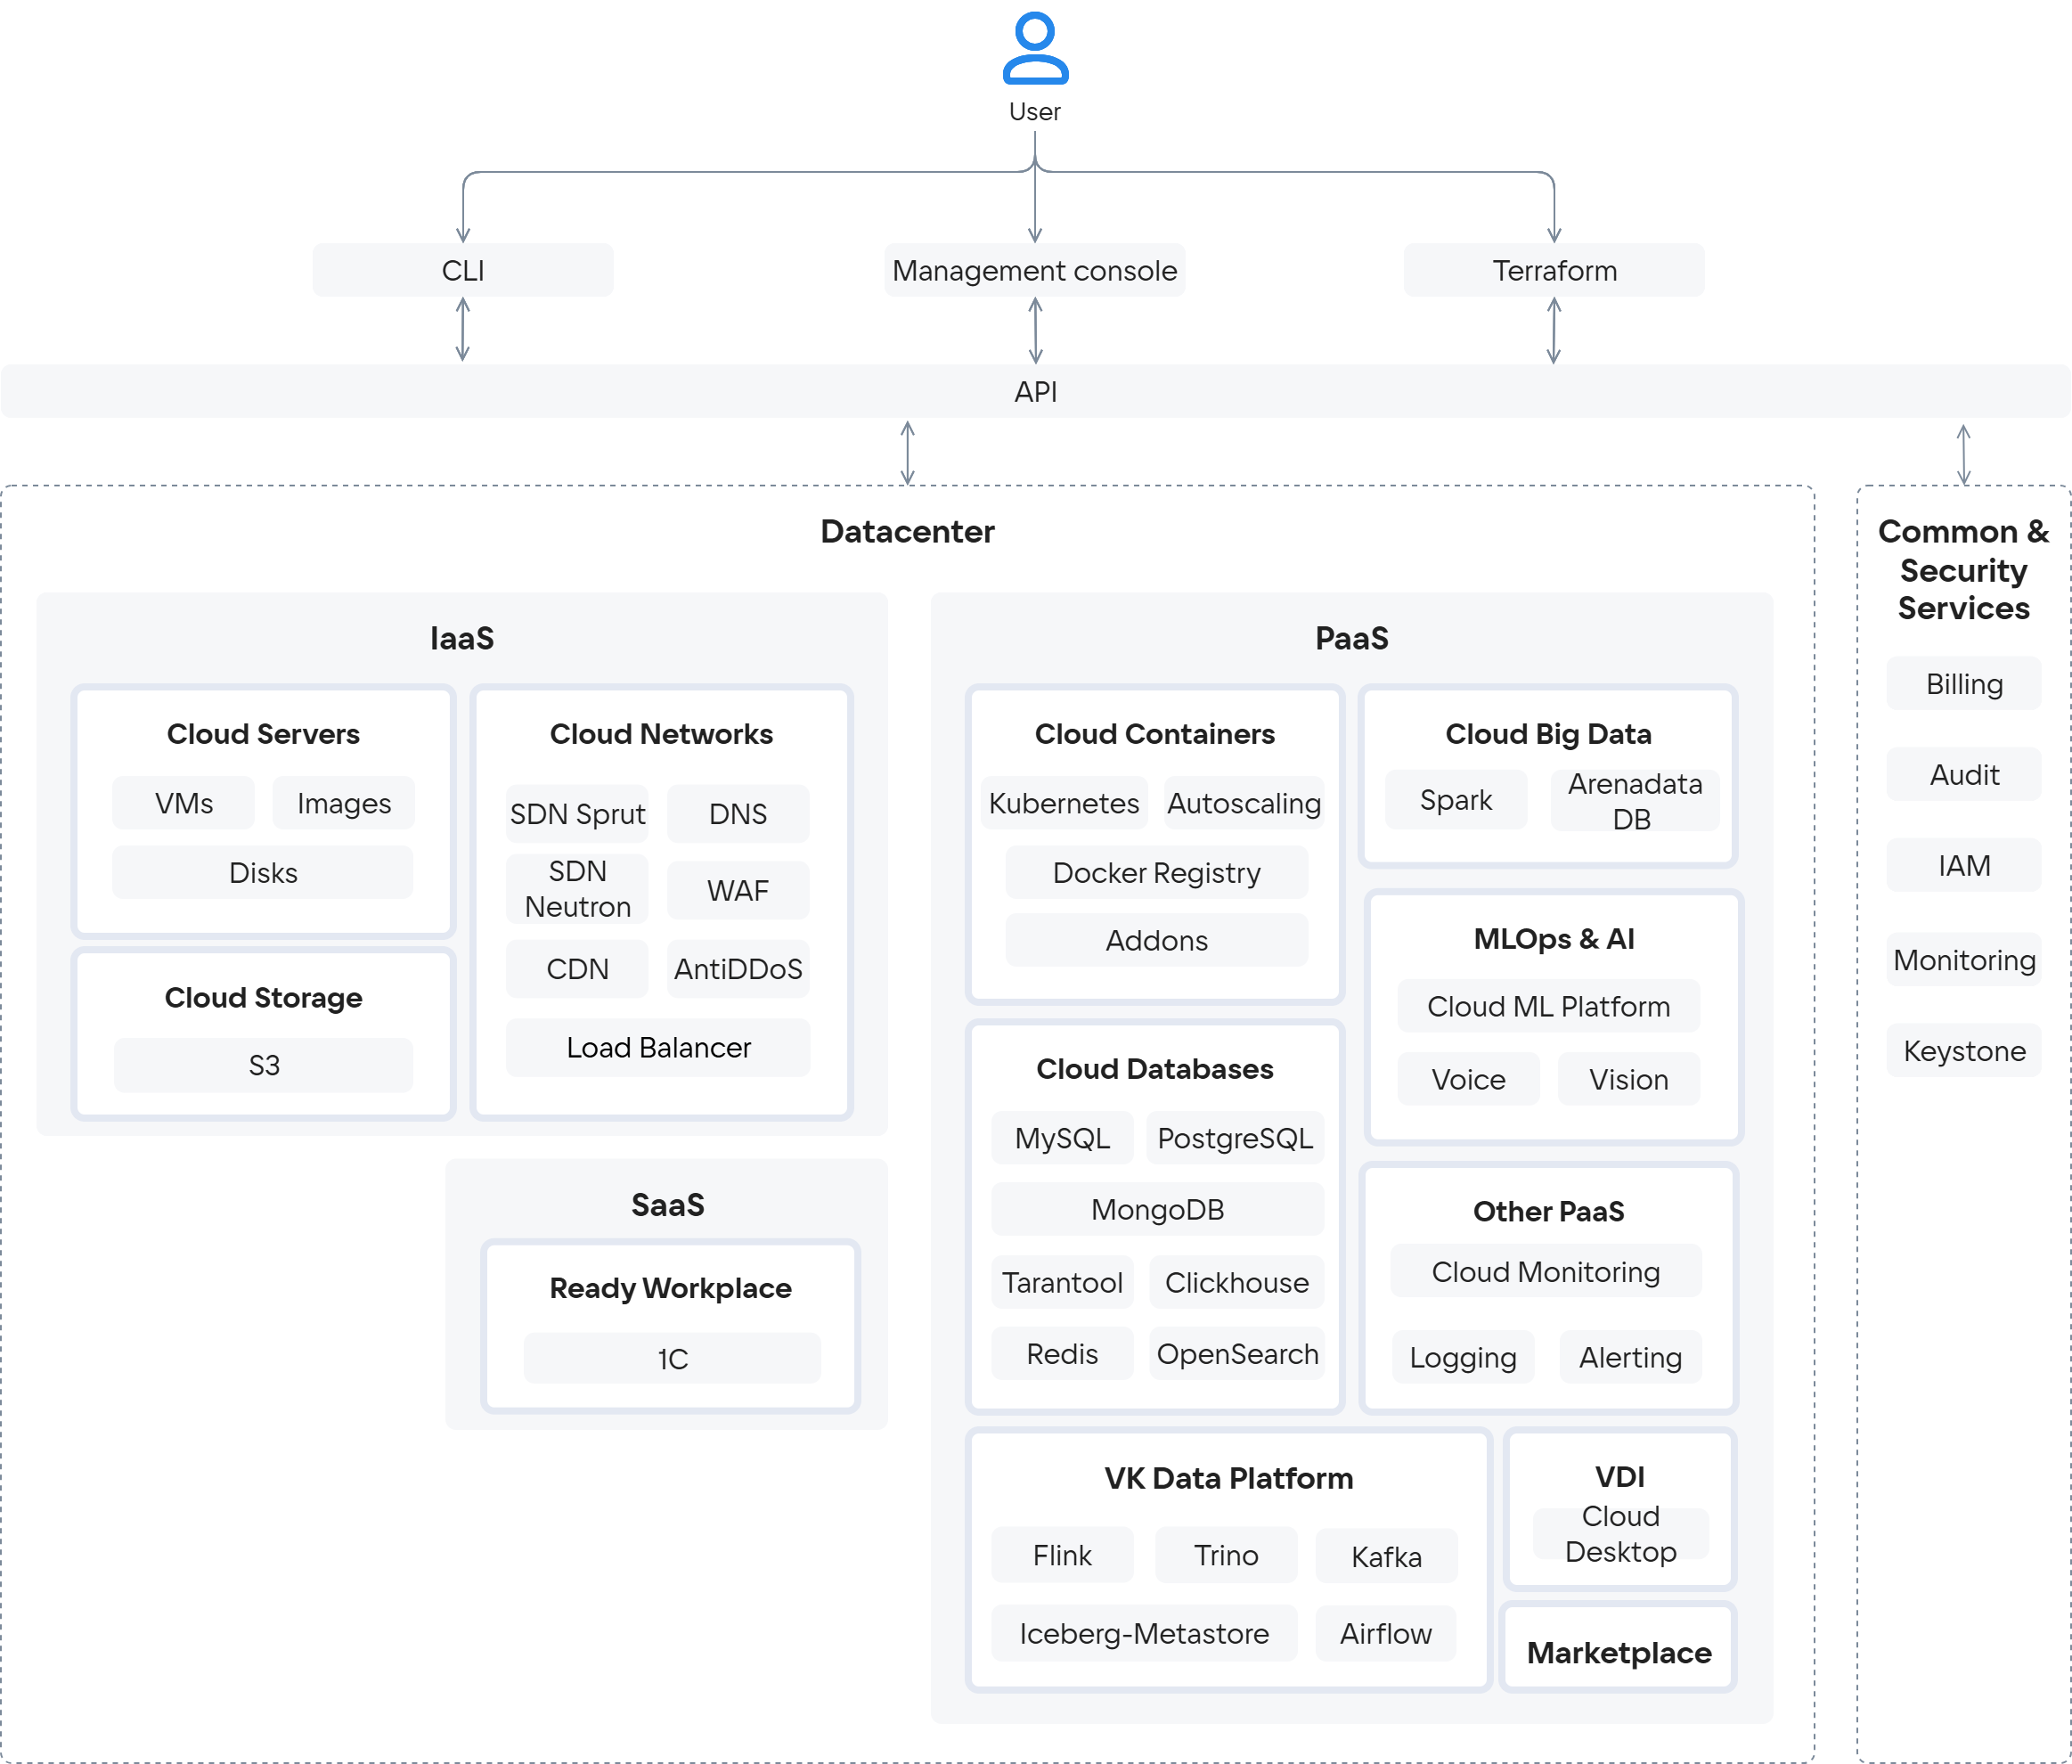 User
CLI
Management console
Terraform
API
Datacenter
IaaS
Cloud Servers
VMs
Images
Disks
Cloud Storage
S3
Cloud Networks
SDN Sprut
DNS
SDN
Neutron
WAF
CDN
AntiDDoS
Load Balancer
SaaS
Ready Workplace
1C
PaaS
Cloud Containers
Kubernetes
Autoscaling
Docker Registry
Addons
Cloud Big Data
Spark
Arenadata
DB
MLOps & AI
Cloud ML Platform
Voice
Vision
Cloud Databases
MySQL
PostgreSQL
MongoDB
Tarantool
Clickhouse
Redis
OpenSearch
Other PaaS
Cloud Monitoring
Logging
Alerting
VK Data Platform
Flink
Trino
Kafka
Iceberg-Metastore
Airflow
VDI
Cloud
Desktop
Marketplace
Common &
Security
Services
Billing
Audit
IAM
Monitoring
Keystone